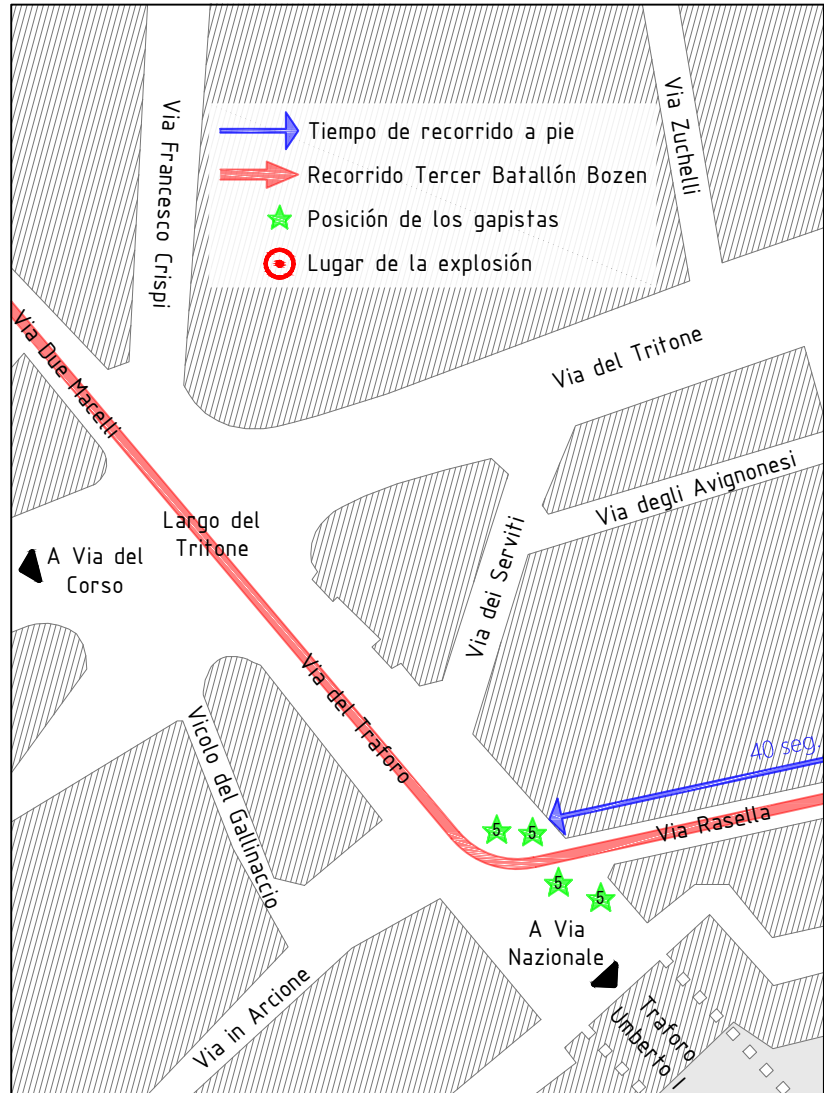 Via Francesco Crispi
Via Zuchelli
Tiempo de recorrido a pie
Recorrido Tercer Batallón Bozen
Posición de los gapistas
Lugar de la explosión
Via Due Macelli
Via del Tritone
Via degli Avignonesi
Largo del
Tritone
A Via del
Corso
Via dei Serviti
Via del Traforo
Vicolo del Gallinaccio
40 seg.
Via Rasella
5
5
5
5
A Via
Nazionale
Via in Arcione
Traforo
Umberto I